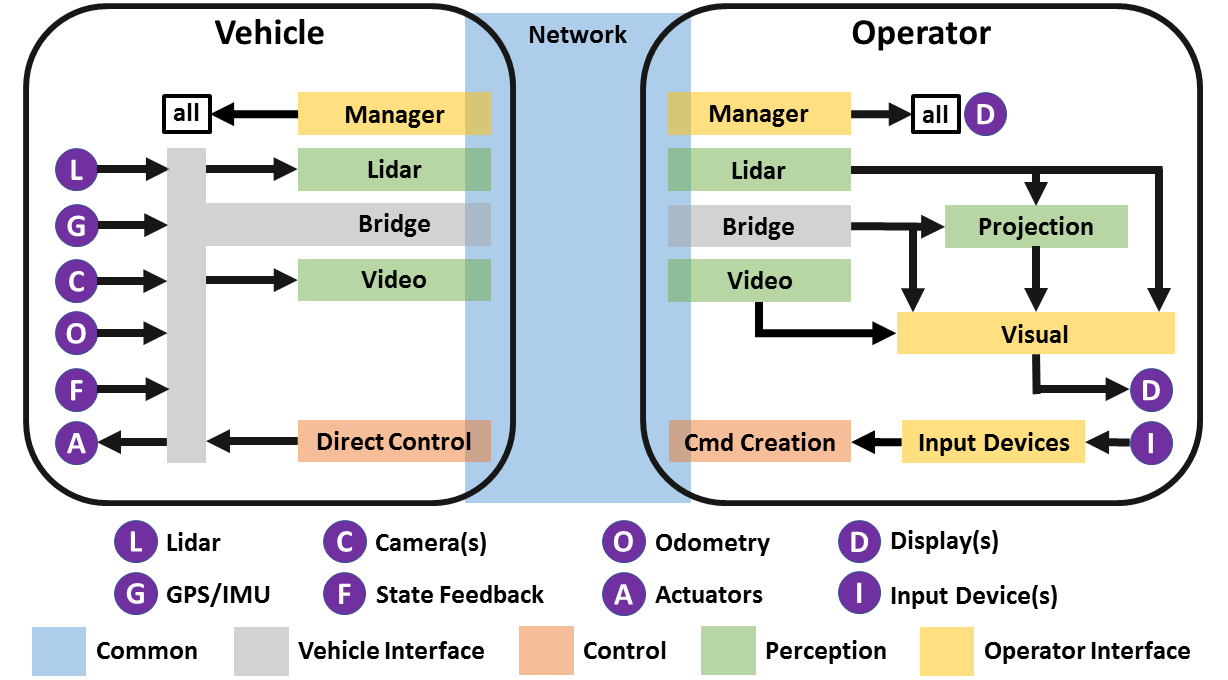 Vehicle
Network
Operator
all
Manager
Manager
all
D
L
Lidar
Lidar
G
Bridge
Bridge
Projection
C
Video
Video
O
Visual
F
D
A
Direct Control
Cmd Creation
Input Devices
I
L Lidar
C Camera(s)
O Odometry
D Display(s)
G GPS/IMU
F State Feedback
A Actuators
I Input Device(s)
Common
Vehicle Interface
Control
Perception
Operator Interface